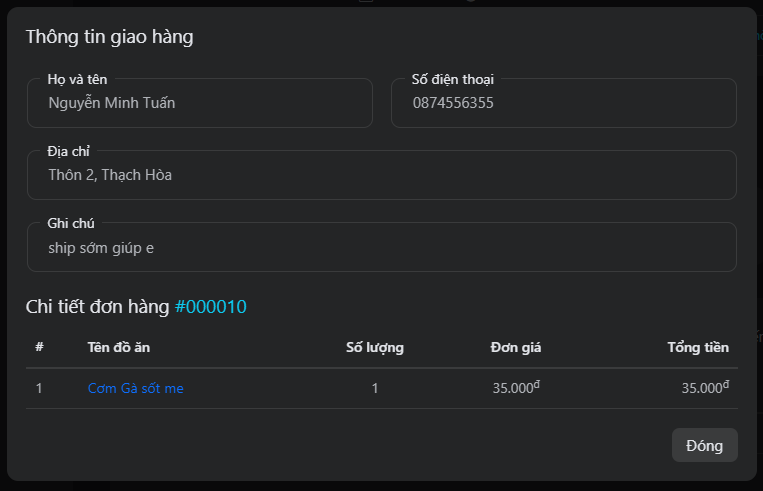 Thông tin giao hàng
Họ và tên
Số điện thoại
Nguyễn Minh Tuấn
0874556355
Địa chỉ
Thôn 2, Thạch Hòa
Ghi chú
ship sớm giúp e
Chi tiết đơn hàng #000010
# Tên đồ ăn Số lượng Đơn giá Tổng tiền
1 Cơm Gà sốt me 1 35.000đ 35.000đ
Đóng